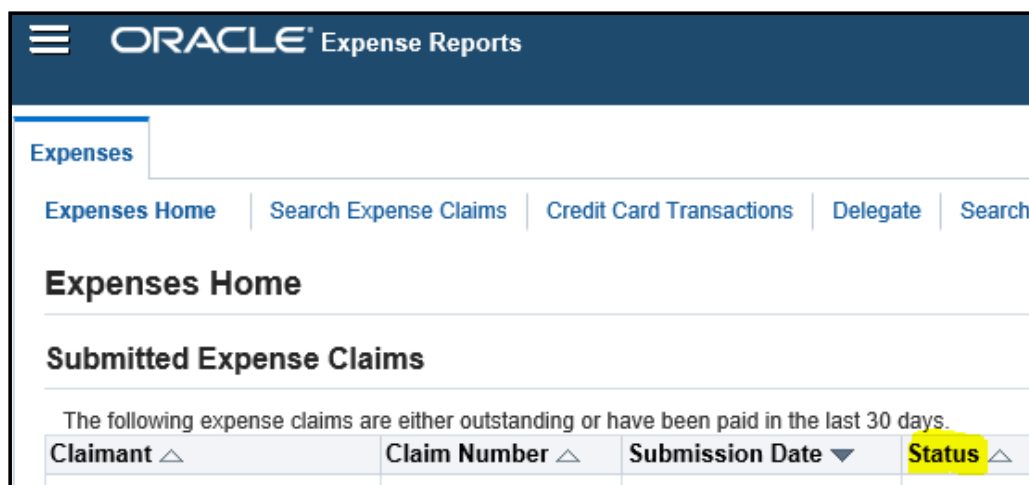 ORACLE Expense Reports
Expenses
Expenses Home Search Expense Claims Credit Card Transactions Delegate Search
Expenses Home
Submitted Expense Claims
The following expense claims are either outstanding or have been paid in the last 30 days.
Claimant Claim Number Submission Date Status